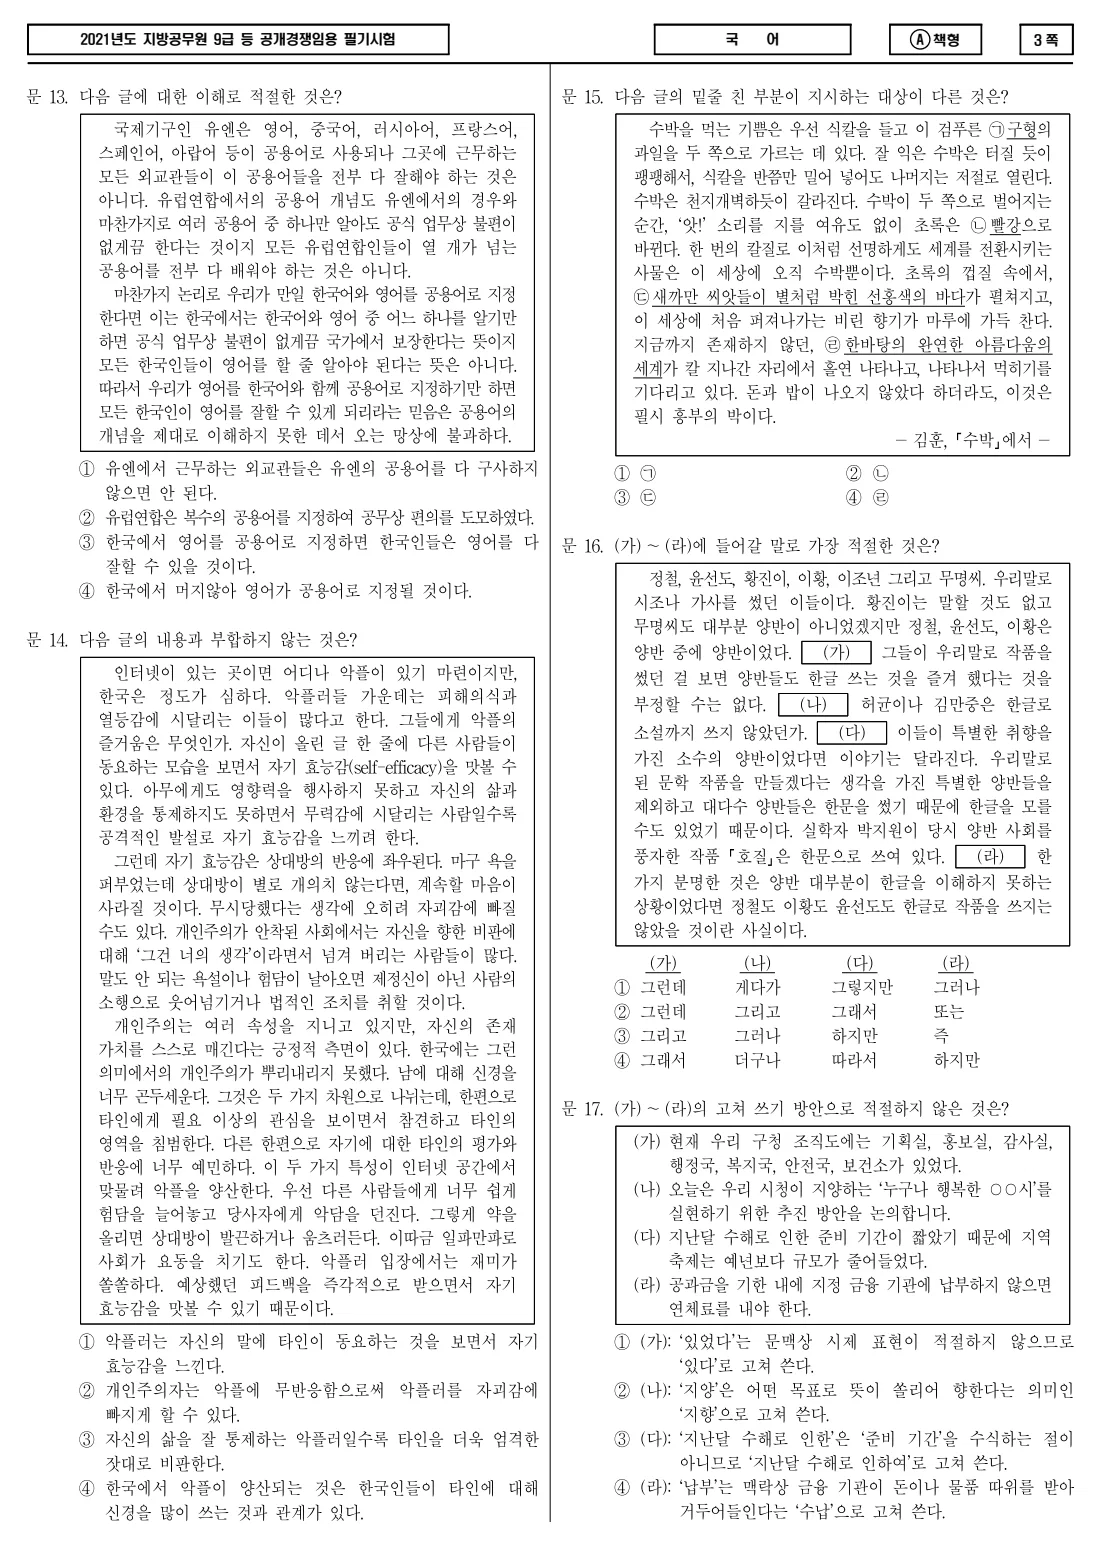 2021년도 지방공무원 9급 등 공개경쟁임용 필기시험
국 어
Ⓐ 책형
3 쪽
문 13. 다음 글에 대한 이해로 적절한 것은?
국제기구인 유엔은 영어, 중국어, 러시아어, 프랑스어,
스페인어, 아랍어 등이 공용어로 사용되나 그곳에 근무하는
모든 외교관들이 이 공용어들을 전부 다 잘해야 하는 것은
아니다. 유럽연합에서의 공용어 개념도 유엔에서의 경우와
마찬가지로 여러 공용어 중 하나만 알아도 공식 업무상 불편이
없게끔 한다는 것이지 모든 유럽연합인들이 열 개가 넘는
공용어를 전부 다 배워야 하는 것은 아니다.
마찬가지 논리로 우리가 만일 한국어와 영어를 공용어로 지정
한다면 이는 한국에서는 한국어와 영어 중 어느 하나를 알기만
하면 공식 업무상 불편이 없게끔 국가에서 보장한다는 뜻이지
모든 한국인들이 영어를 할 줄 알아야 된다는 뜻은 아니다.
따라서 우리가 영어를 한국어와 함께 공용어로 지정하기만 하면
모든 한국인이 영어를 잘할 수 있게 되리라는 믿음은 공용어의
개념을 제대로 이해하지 못한 데서 오는 망상에 불과하다.
① 유엔에서 근무하는 외교관들은 유엔의 공용어를 다 구사하지
않으면 안 된다.
② 유럽연합은 복수의 공용어를 지정하여 공무상 편의를 도모하였다.
③ 한국에서 영어를 공용어로 지정하면 한국인들은 영어를 다
잘할 수 있을 것이다.
④ 한국에서 머지않아 영어가 공용어로 지정될 것이다.
문 14. 다음 글의 내용과 부합하지 않는 것은?
인터넷이 있는 곳이면 어디나 악플이 있기 마련이지만,
한국은 정도가 심하다. 악플러들 가운데는 피해의식과
열등감에 시달리는 이들이 많다고 한다. 그들에게 악플의
즐거움은 무엇인가. 자신이 올린 글 한 줄에 다른 사람들이
동요하는 모습을 보면서 자기 효능감(self-efficacy)을 맛볼 수
있다. 아무에게도 영향력을 행사하지 못하고 자신의 삶과
환경을 통제하지도 못하면서 무력감에 시달리는 사람일수록
공격적인 발설로 자기 효능감을 느끼려 한다.
그런데 자기 효능감은 상대방의 반응에 좌우된다. 마구 욕을
퍼부었는데 상대방이 별로 개의치 않는다면, 계속할 마음이
사라질 것이다. 무시당했다는 생각에 오히려 자괴감에 빠질
수도 있다. 개인주의가 안착된 사회에서는 자신을 향한 비판에
대해 ‘그건 너의 생각’이라면서 넘겨 버리는 사람들이 많다.
말도 안 되는 욕설이나 험담이 날아오면 제정신이 아닌 사람의
소행으로 웃어넘기거나 법적인 조치를 취할 것이다.
개인주의는 여러 속성을 지니고 있지만, 자신의 존재
가치를 스스로 매긴다는 긍정적 측면이 있다. 한국에는 그런
의미에서의 개인주의가 뿌리내리지 못했다. 남에 대해 신경을
너무 곤두세운다. 그것은 두 가지 차원으로 나뉘는데, 한편으로
타인에게 필요 이상의 관심을 보이면서 참견하고 타인의
영역을 침범한다. 다른 한편으로 자기에 대한 타인의 평가와
반응에 너무 예민하다. 이 두 가지 특성이 인터넷 공간에서
맞물려 악플을 양산한다. 우선 다른 사람들에게 너무 쉽게
험담을 늘어놓고 당사자에게 악담을 던진다. 그렇게 약을
올리면 상대방이 발끈하거나 움츠러든다. 이따금 일파만파로
사회가 요동을 치기도 한다. 악플러 입장에서는 재미가
쏠쏠하다. 예상했던 피드백을 즉각적으로 받으면서 자기
효능감을 맛볼 수 있기 때문이다.
① 악플러는 자신의 말에 타인이 동요하는 것을 보면서 자기
효능감을 느낀다.
② 개인주의자는 악플에 무반응함으로써 악플러를 자괴감에
빠지게 할 수 있다.
③ 자신의 삶을 잘 통제하는 악플러일수록 타인을 더욱 엄격한
잣대로 비판한다.
④ 한국에서 악플이 양산되는 것은 한국인들이 타인에 대해
신경을 많이 쓰는 것과 관계가 있다.
문 15. 다음 글의 밑줄 친 부분이 지시하는 대상이 다른 것은?
수박을 먹는 기쁨은 우선 식칼을 들고 이 검푸른 ㉠구형의
과일을 두 쪽으로 가르는 데 있다. 잘 익은 수박은 터질 듯이
팽팽해서, 식칼을 반쯤만 밀어 넣어도 나머지는 저절로 열린다.
수박은 천지개벽하듯이 갈라진다. 수박이 두 쪽으로 벌어지는
순간, ‘앗!’ 소리를 지를 여유도 없이 초록은 ㉡빨강으로
바뀐다. 한 번의 칼질로 이처럼 선명하게도 세계를 전환시키는
사물은 이 세상에 오직 수박뿐이다. 초록의 껍질 속에서,
㉢새까만 씨앗들이 별처럼 박힌 선홍색의 바다가 펼쳐지고,
이 세상에 처음 퍼져나가는 비린 향기가 마루에 가득 찬다.
지금까지 존재하지 않던, ㉣한바탕의 완연한 아름다움의
세계가 칼 지나간 자리에서 홀연 나타나고, 나타나서 먹히기를
기다리고 있다. 돈과 밥이 나오지 않았다 하더라도, 이것은
필시 흥부의 박이다.
– 김훈, ｢수박｣에서 –
① ㉠ ② ㉡
③ ㉢ ④ ㉣
문 16. (가) ~ (라)에 들어갈 말로 가장 적절한 것은?
정철, 윤선도, 황진이, 이황, 이조년 그리고 무명씨. 우리말로
시조나 가사를 썼던 이들이다. 황진이는 말할 것도 없고
무명씨도 대부분 양반이 아니었겠지만 정철, 윤선도, 이황은
양반 중에 양반이었다. (가) 그들이 우리말로 작품을
썼던 걸 보면 양반들도 한글 쓰는 것을 즐겨 했다는 것을
부정할 수는 없다. (나) 허균이나 김만중은 한글로
소설까지 쓰지 않았던가. (다) 이들이 특별한 취향을
가진 소수의 양반이었다면 이야기는 달라진다. 우리말로
된 문학 작품을 만들겠다는 생각을 가진 특별한 양반들을
제외하고 대다수 양반들은 한문을 썼기 때문에 한글을 모를
수도 있었기 때문이다. 실학자 박지원이 당시 양반 사회를
풍자한 작품 ｢호질｣은 한문으로 쓰여 있다. (라) 한
가지 분명한 것은 양반 대부분이 한글을 이해하지 못하는
상황이었다면 정철도 이황도 윤선도도 한글로 작품을 쓰지는
않았을 것이란 사실이다.
(가) (나) (다) (라)
① 그런데 게다가 그렇지만 그러나
② 그런데 그리고 그래서 또는
③ 그리고 그러나 하지만 즉
④ 그래서 더구나 따라서 하지만
문 17. (가) ~ (라)의 고쳐 쓰기 방안으로 적절하지 않은 것은?
(가) 현재 우리 구청 조직도에는 기획실, 홍보실, 감사실,
행정국, 복지국, 안전국, 보건소가 있었다.
(나) 오늘은 우리 시청이 지양하는 ‘누구나 행복한 ○○시’를
실현하기 위한 추진 방안을 논의합니다.
(다) 지난달 수해로 인한 준비 기간이 짧았기 때문에 지역
축제는 예년보다 규모가 줄어들었다.
(라) 공과금을 기한 내에 지정 금융 기관에 납부하지 않으면
연체료를 내야 한다.
① (가): ‘있었다’는 문맥상 시제 표현이 적절하지 않으므로
‘있다’로 고쳐 쓴다.
② (나): ‘지양’은 어떤 목표로 뜻이 쏠리어 향한다는 의미인
‘지향’으로 고쳐 쓴다.
③ (다): ‘지난달 수해로 인한’은 ‘준비 기간’을 수식하는 절이
아니므로 ‘지난달 수해로 인하여’로 고쳐 쓴다.
④ (라): ‘납부’는 맥락상 금융 기관이 돈이나 물품 따위를 받아
거두어들인다는 ‘수납’으로 고쳐 쓴다.